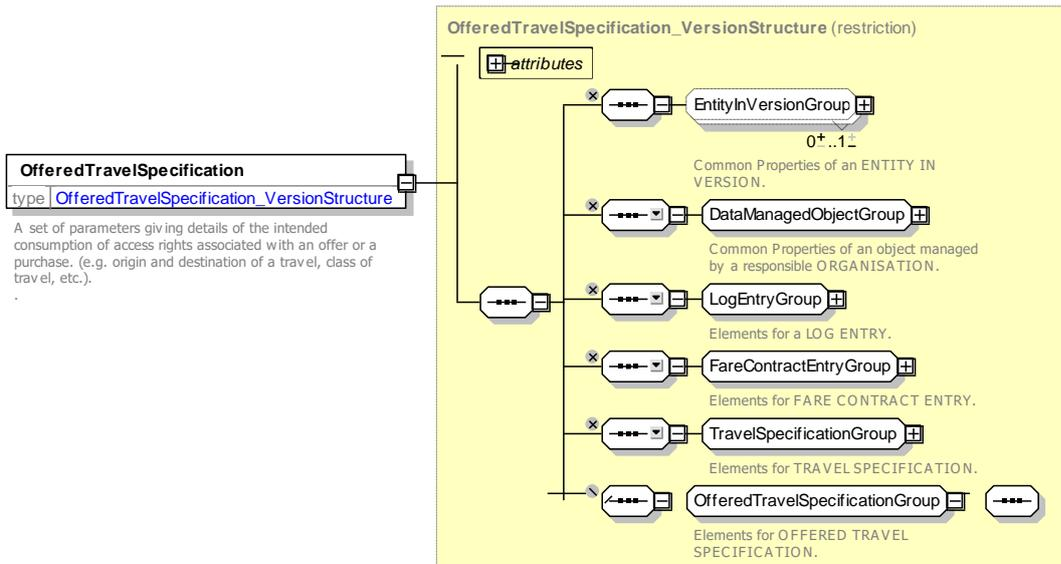 OfferedTravelSpecification_VersionStructure (restriction)
attributes
EntityInVersionGroup
0..1
Common Properties of an ENTITY IN
VERSION.
OfferedTravelSpecification
type OfferedTravelSpecification_VersionStructure
A set of parameters giving details of the intended
consumption of access rights associated with an offer or a
purchase. (e.g. origin and destination of a travel, class of
travel, etc.).
.
DataManagedObjectGroup
Common Properties of an object managed
by a responsible ORGANISATION.
LogEntryGroup
Elements for a LOG ENTRY.
FareContractEntryGroup
Elements for FARE CONTRACT ENTRY.
TravelSpecificationGroup
Elements for TRAVEL SPECIFICATION.
OfferedTravelSpecificationGroup
Elements for OFFERED TRAVEL
SPECIFICATION.